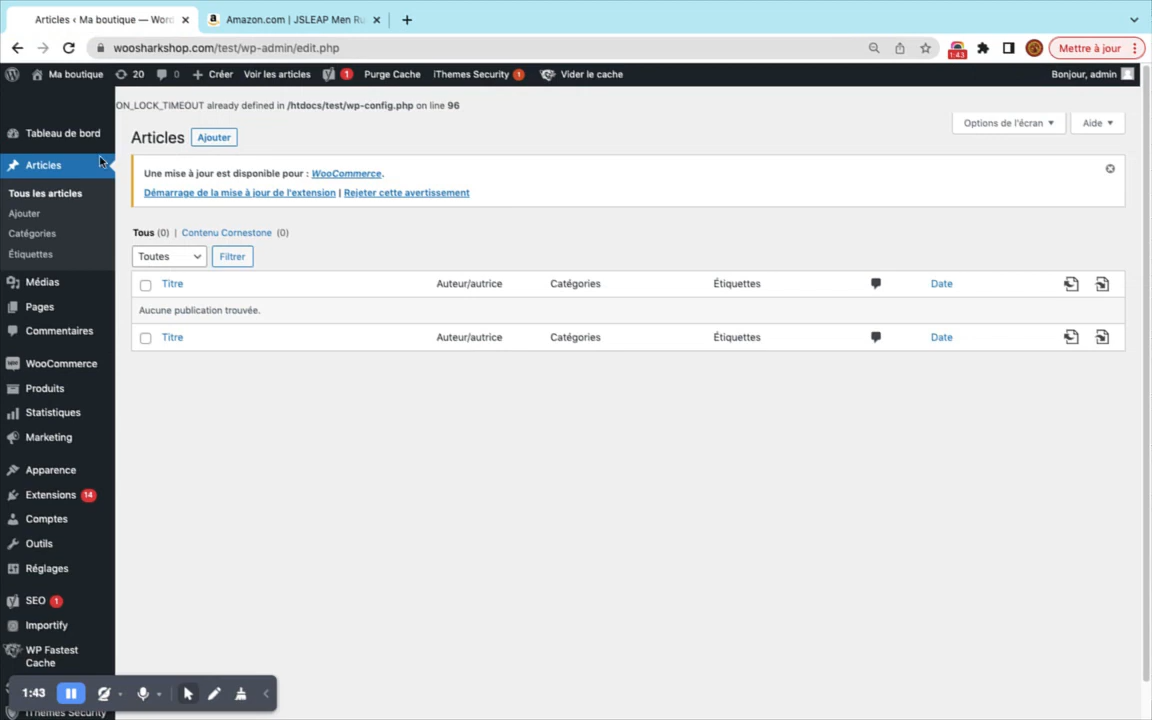 Articles ‹ Ma boutique — Word
Amazon.com | JSLEAP Men Ru
woosharkshop.com/test/wp-admin/edit.php
1:43
Mettre à jour
Ma boutique
20
0
Créer
Voir les articles
1
Purge Cache
iThemes Security 1
Vider le cache
Bonjour, admin
ON_LOCK_TIMEOUT already defined in /htdocs/test/wp-config.php on line 96
Tableau de bord
Articles
Tous les articles
Ajouter
Catégories
Étiquettes
Médias
Pages
Commentaires
WooCommerce
Produits
Statistiques
Marketing
Apparence
Extensions 14
Comptes
Outils
Réglages
SEO 1
Importify
WP Fastest
Cache
iThemes Security
Articles Ajouter
Options de l'écran
Aide
Une mise à jour est disponible pour : WooCommerce.
Démarrage de la mise à jour de l'extension | Rejeter cette avertissement
Tous (0) | Contenu Cornestone (0)
Toutes Filtrer
Titre Auteur/autrice Catégories Étiquettes Date
Aucune publication trouvée.
Titre Auteur/autrice Catégories Étiquettes Date
1:43